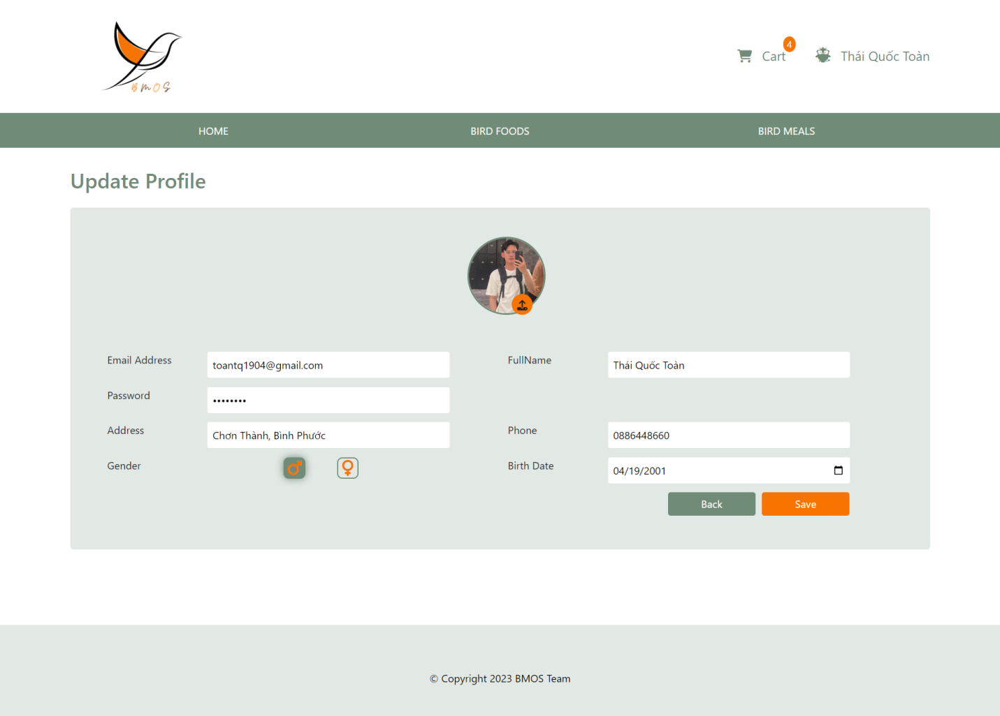 BMOS
4
Cart
Thái Quốc Toàn
HOME
BIRD FOODS
BIRD MEALS
Update Profile
Email Address
toantq1904@gmail.com
FullName
Thái Quốc Toàn
Password
••••••••
Address
Chơn Thành, Bình Phước
Phone
0886448660
Gender
Birth Date
04/19/2001
Back
Save
© Copyright 2023 BMOS Team